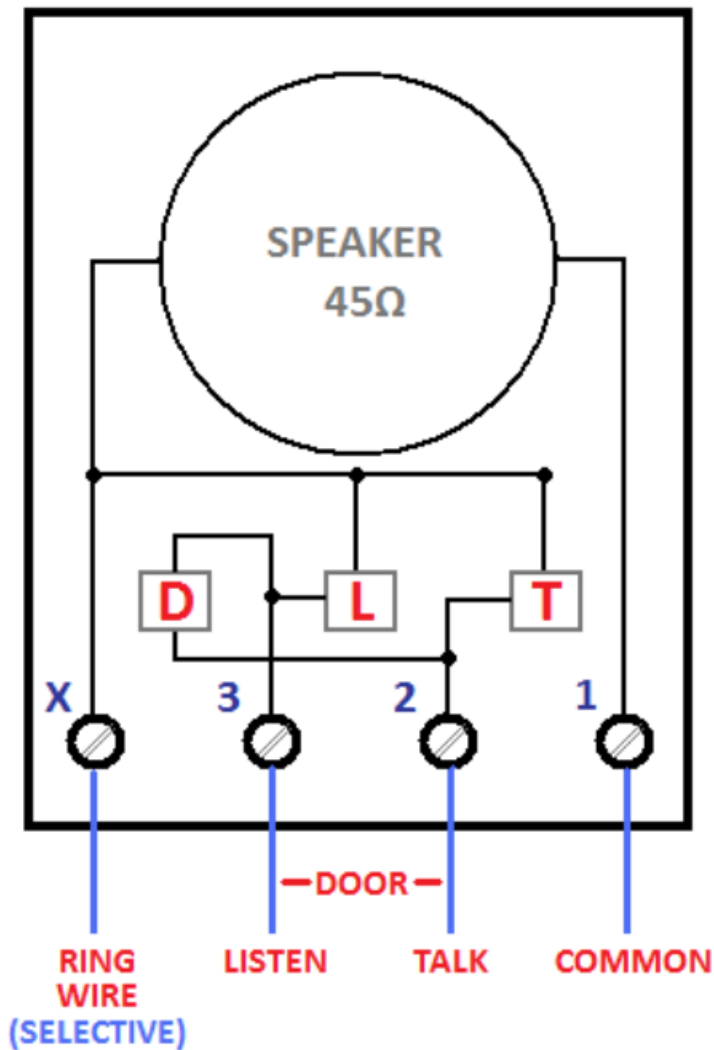 SPEAKER
45Ω
D L T
X 3 2 1
DOOR
RING WIRE LISTEN TALK COMMON
(SELECTIVE)